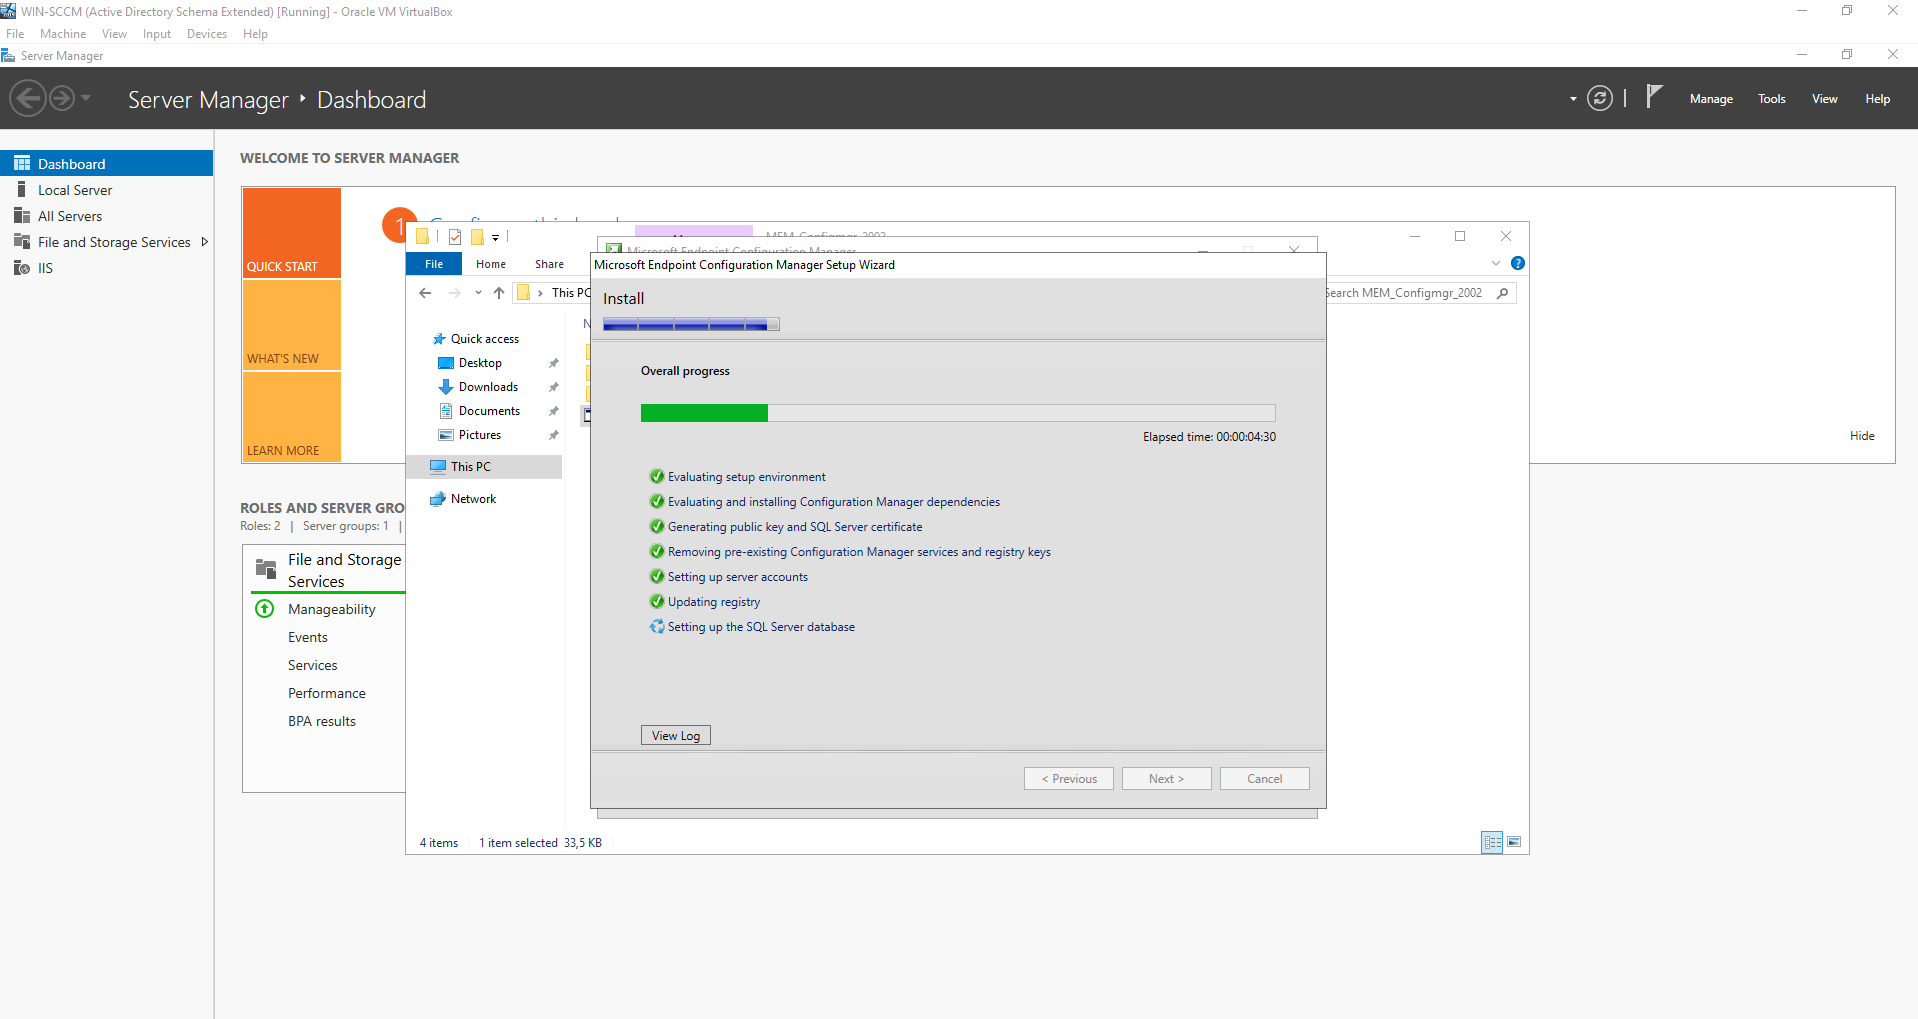 WIN-SCCM (Active Directory Schema Extended) [Running] - Oracle VM VirtualBox
File Machine View Input Devices Help
Server Manager
Server Manager Dashboard
Manage Tools View Help
Dashboard
Local Server
All Servers
File and Storage Services
IIS
WELCOME TO SERVER MANAGER
QUICK START
WHAT'S NEW
LEARN MORE
1
Hide
ROLES AND SERVER GRO
Roles: 2 | Server groups: 1 |
File and Storage
Services
Manageability
Events
Services
Performance
BPA results
MEM_Configmgr_2002
File Home Share
This PC
Search MEM_Configmgr_2002
Quick access
Desktop
Downloads
Documents
Pictures
This PC
Network
4 items 1 item selected 33,5 KB
Microsoft Endpoint Configuration Manager
Microsoft Endpoint Configuration Manager Setup Wizard
Install
Overall progress
Elapsed time: 00:00:04:30
Evaluating setup environment
Evaluating and installing Configuration Manager dependencies
Generating public key and SQL Server certificate
Removing pre-existing Configuration Manager services and registry keys
Setting up server accounts
Updating registry
Setting up the SQL Server database
View Log
< Previous Next > Cancel